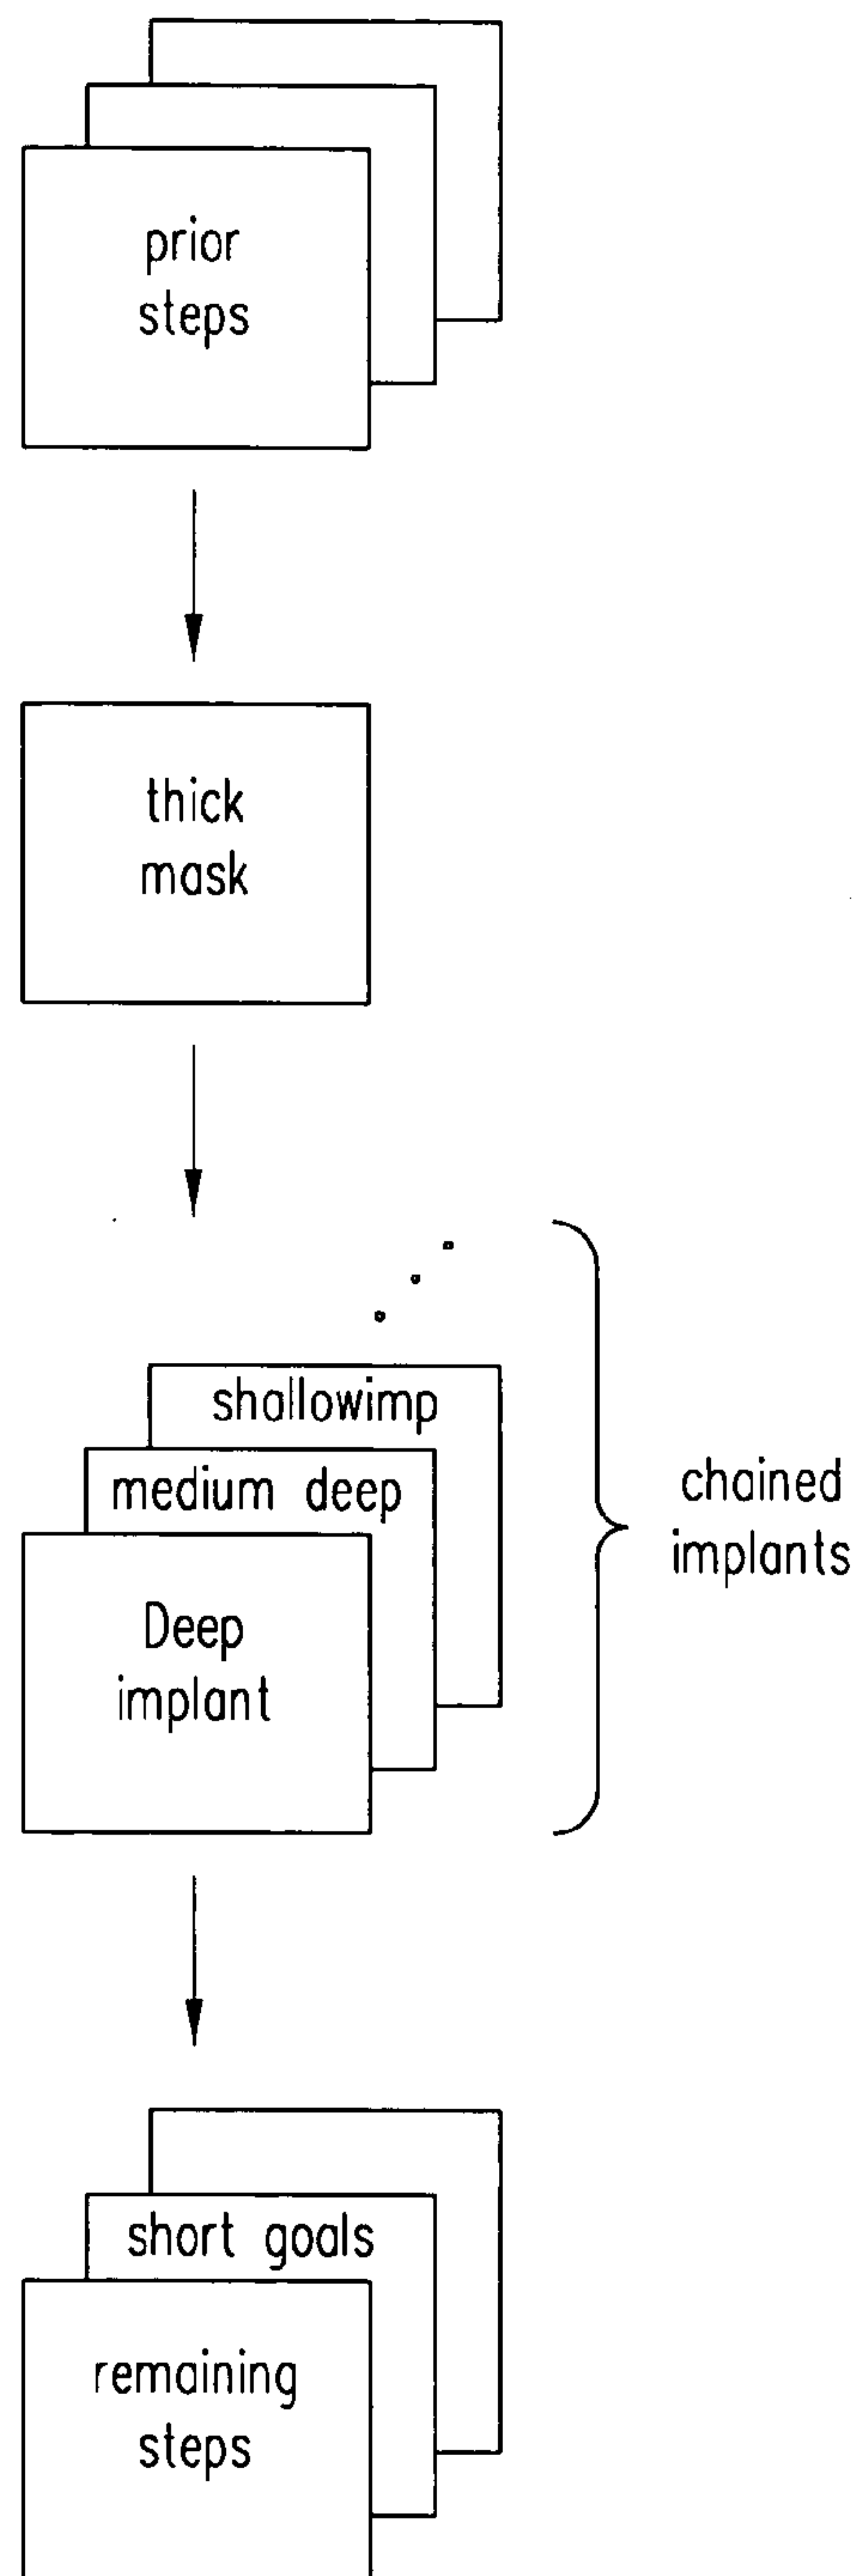 prior
steps
thick
mask
shallowimp
medium deep
Deep
implant
chained
implants
short goals
remaining
steps